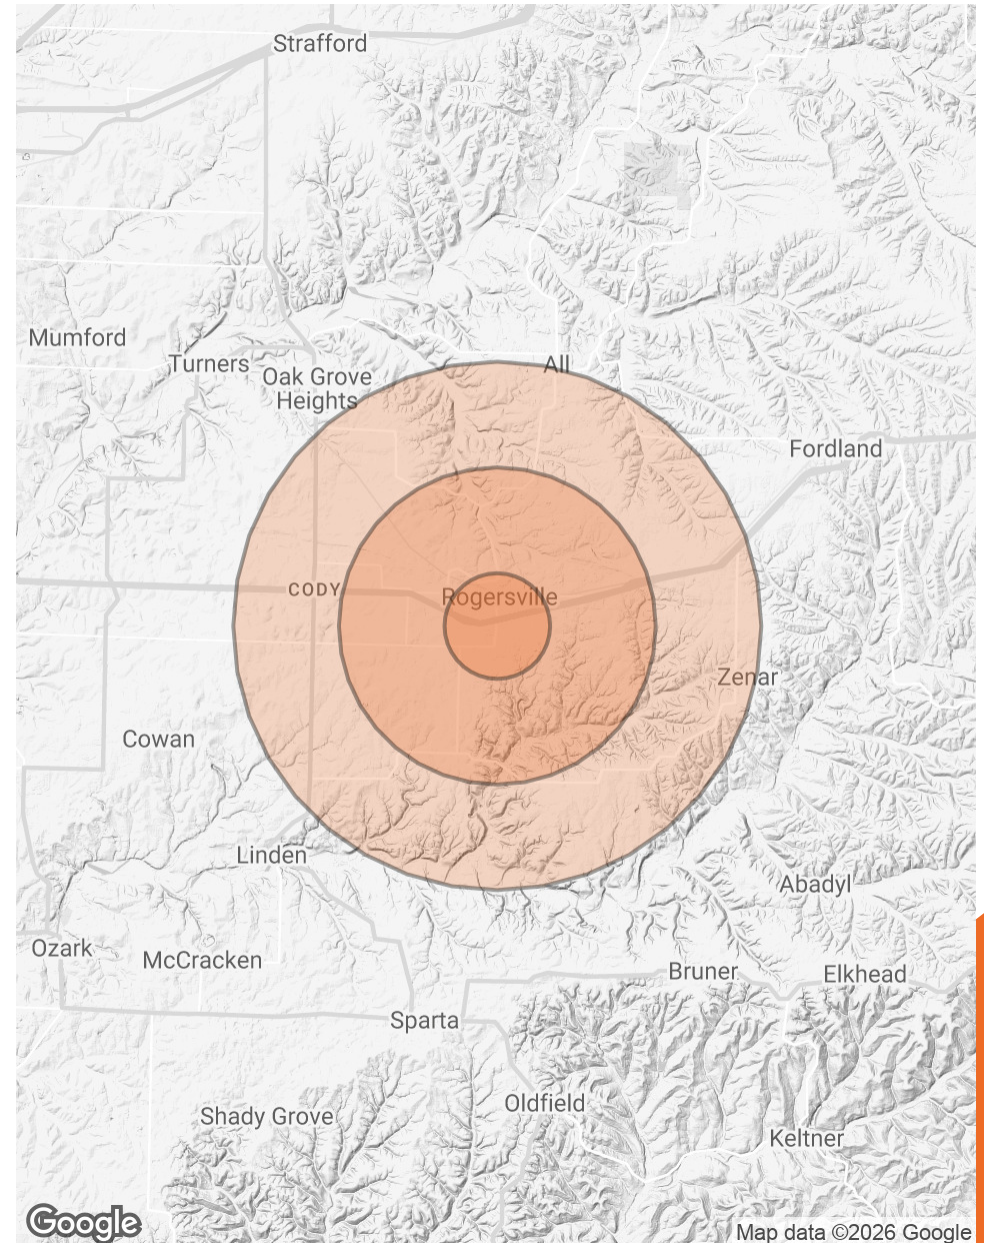 Strafford
Mumford
Turners
All
Oak Grove
Heights
Fordland
CODY
Rogersville
Zenar
Cowan
Linden
Abadyl
Ozark
McCracken
Bruner
Elkhead
Sparta
Oldfield
Shady Grove
Keltner
Google
Map data ©2026 Google